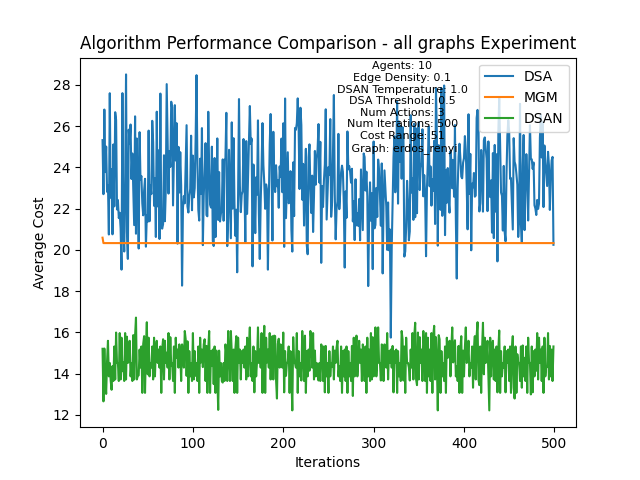 Algorithm Performance Comparison - all graphs Experiment
Agents: 10
Edge Density: 0.1
DSAN Temperature: 1.0
DSA Threshold: 0.5
Num Actions: 3
Num Iterations: 500
Cost Range: 51
Graph: erdos_renyi
DSA
MGM
DSAN
Average Cost
28
26
24
22
20
18
16
14
12
0
100
200
300
400
500
Iterations